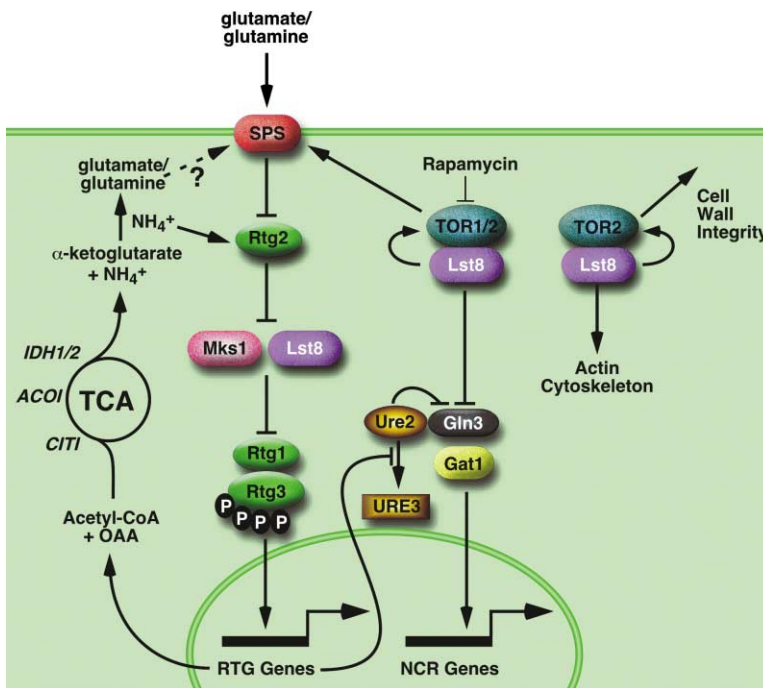 glutamate/
glutamine
SPS
glutamate/
glutamine
?
NH₄⁺
Rtg2
α-ketoglutarate
+ NH₄⁺
Rapamycin
TOR1/2
Lst8
TOR2
Lst8
Cell
Wall
Integrity
Actin
Cytoskeleton
Mks1
Lst8
IDH1/2
ACOI
CITI
TCA
Ure2
Gln3
Gat1
URE3
Rtg1
Rtg3
P P P P
Acetyl-CoA
+ OAA
RTG Genes
NCR Genes